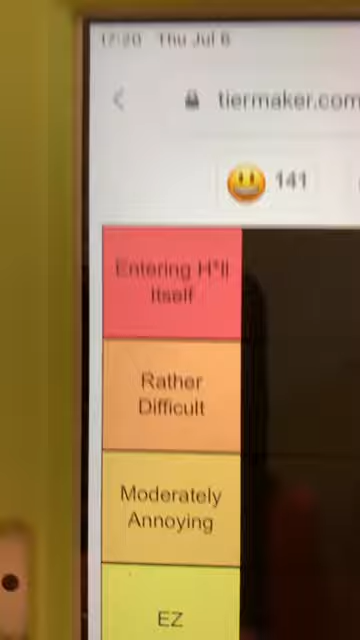 17:20 Thu Jul 6
tiermaker.com
141
Entering H*ll
Itself
Rather
Difficult
Moderately
Annoying
EZ